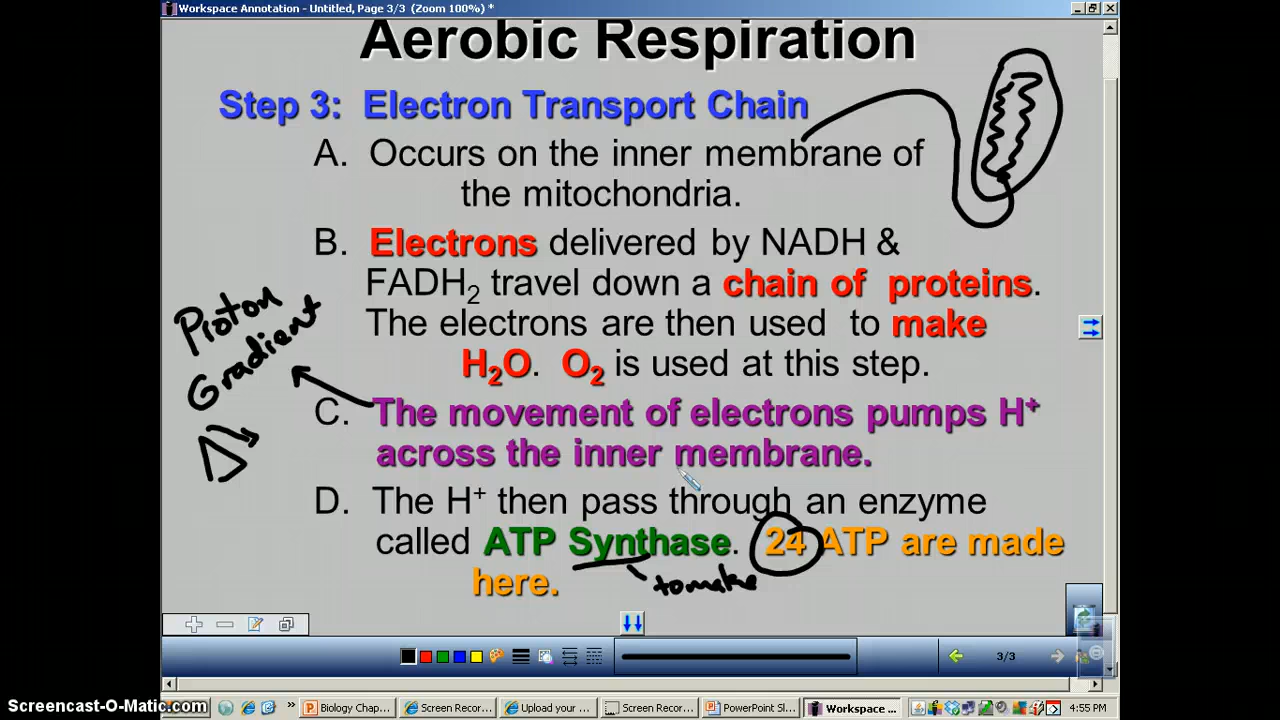 Workspace Annotation - Untitled, Page 3/3 (Zoom 100%) *
Aerobic Respiration
Step 3: Electron Transport Chain
A. Occurs on the inner membrane of
the mitochondria.
B. Electrons delivered by NADH &
FADH₂ travel down a chain of proteins.
The electrons are then used to make
H₂O. O₂ is used at this step.
Proton
Gradient
C. The movement of electrons pumps H⁺
across the inner membrane.
D. The H⁺ then pass through an enzyme
called ATP Synthase. 24 ATP are made
here.
to make
3/3
Screencast-O-Matic.com
»
Biology Chap...
Screen Recor...
Upload your ...
Screen Recor...
PowerPoint Sl...
Workspace ...
4:55 PM